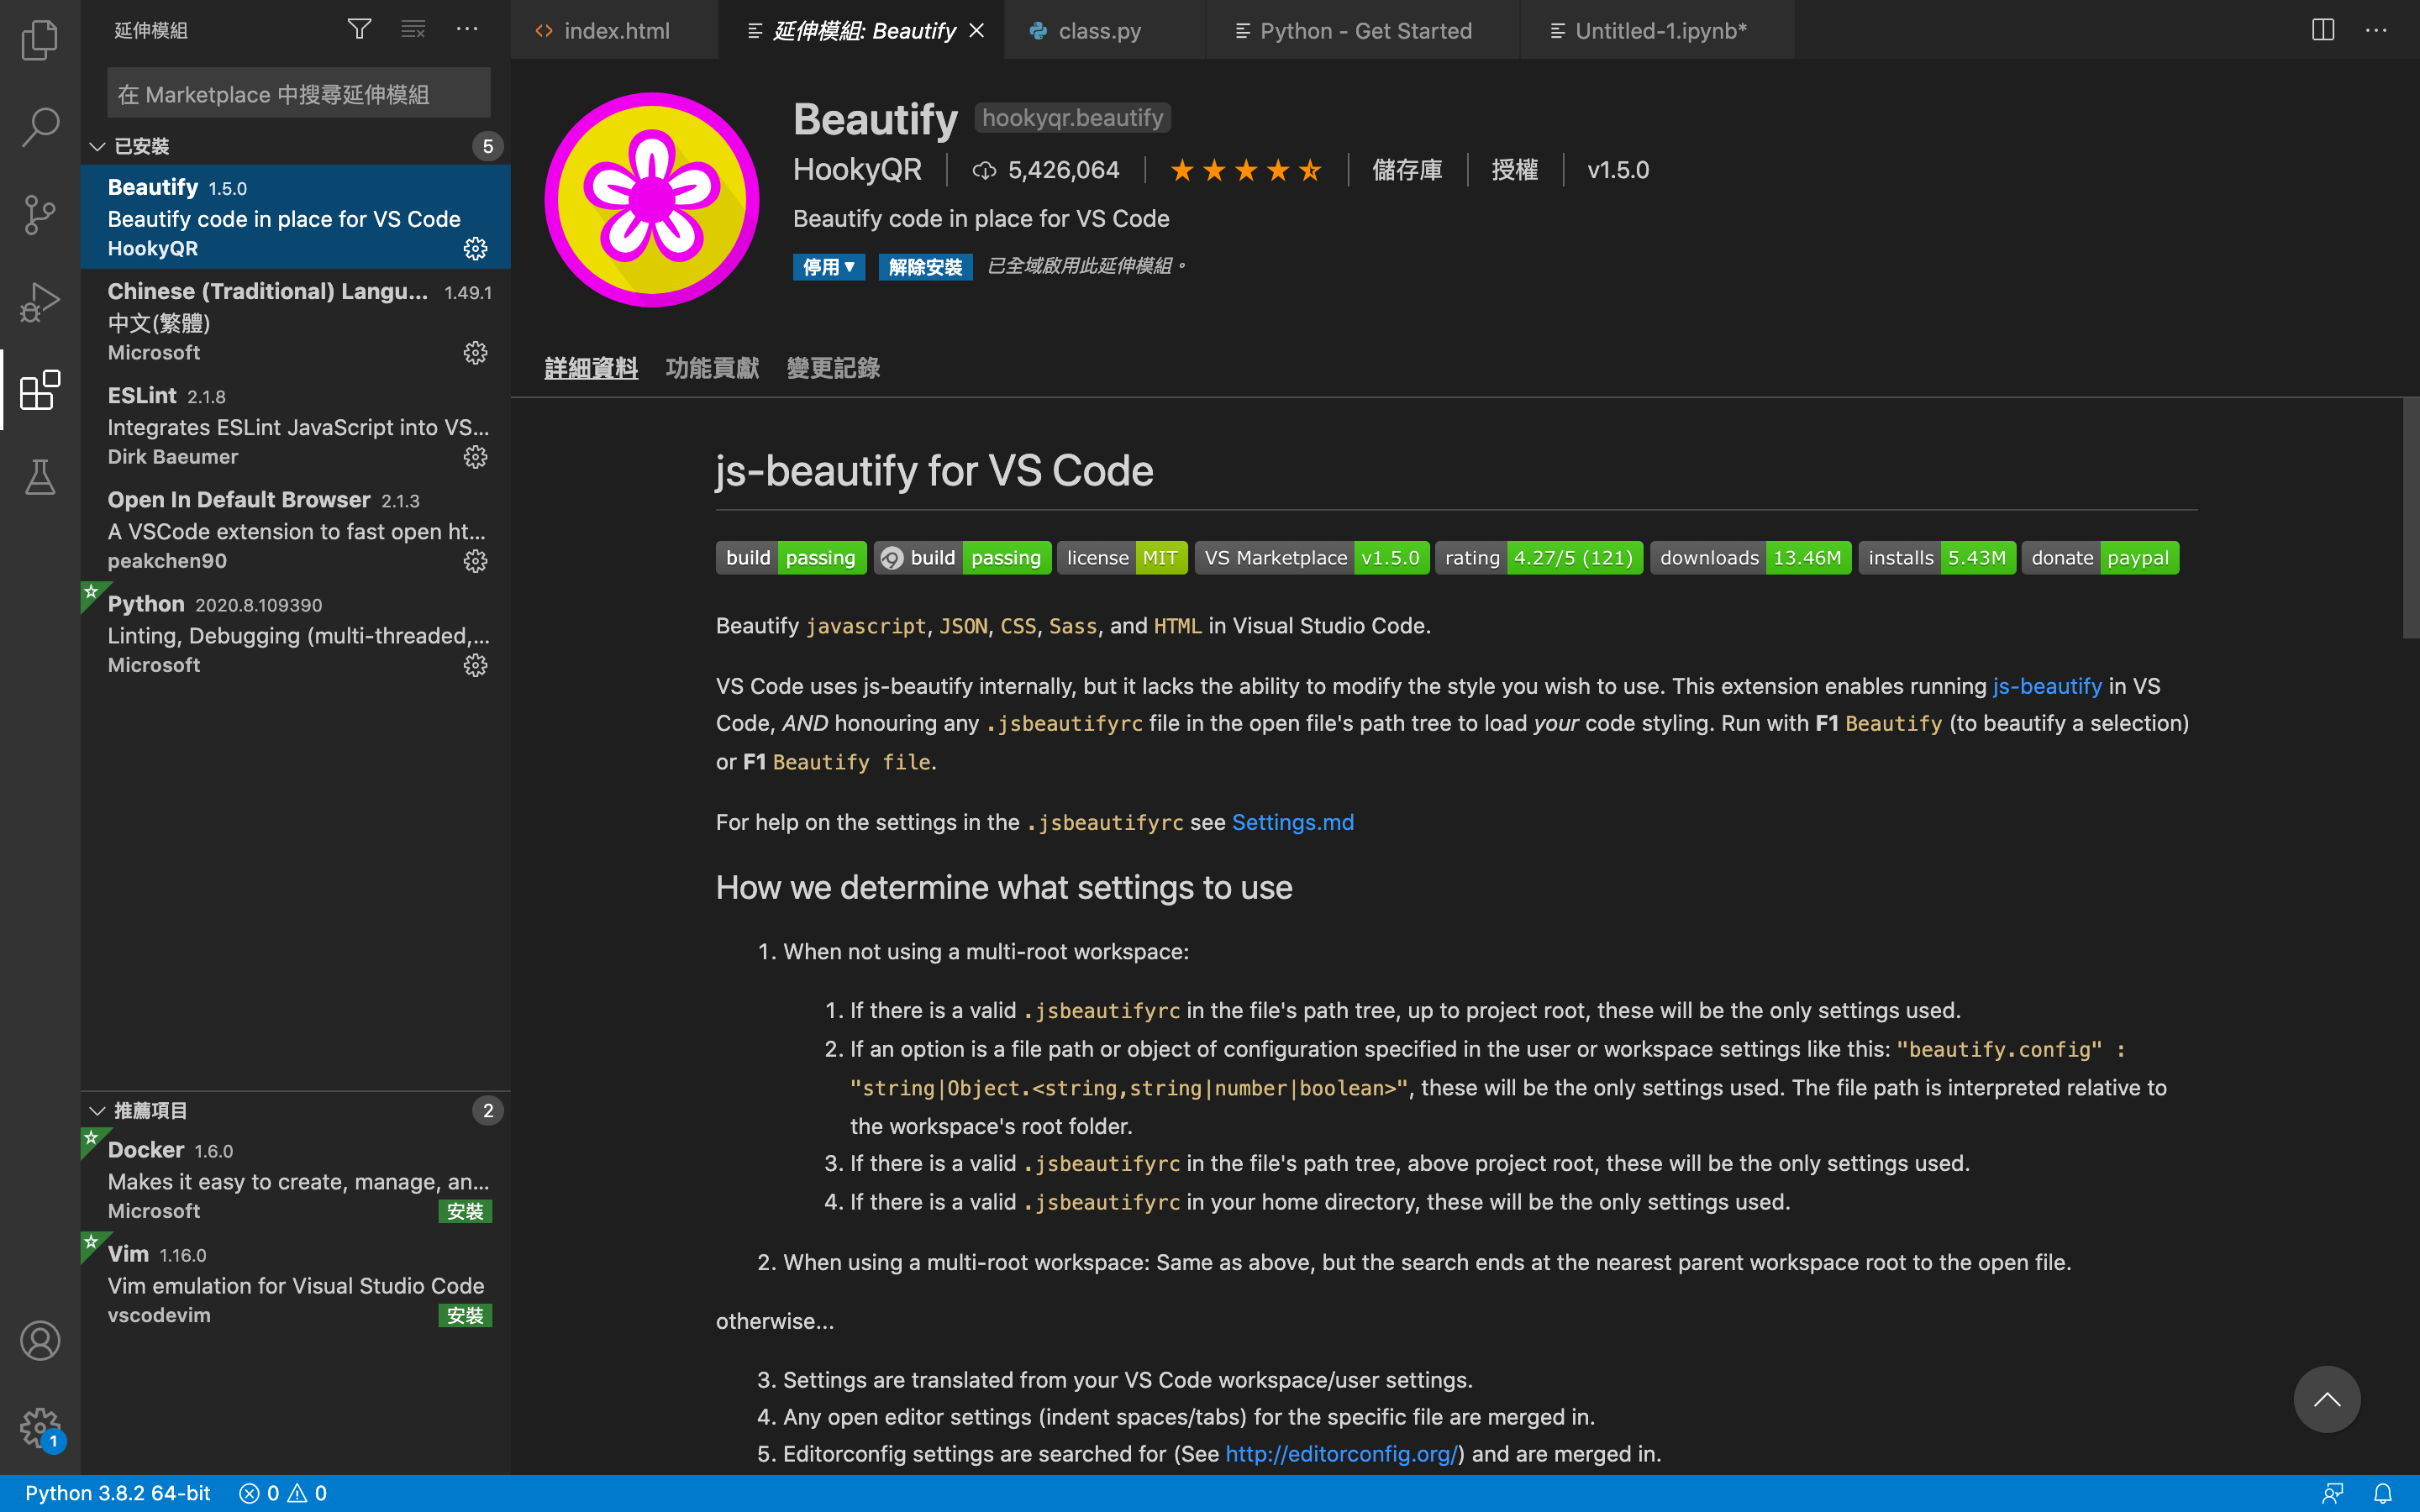 延伸模組
在 Marketplace 中搜尋延伸模組
已安裝 5
Beautify 1.5.0
Beautify code in place for VS Code
HookyQR
Chinese (Traditional) Langu... 1.49.1
中文(繁體)
Microsoft
ESLint 2.1.8
Integrates ESLint JavaScript into VS...
Dirk Baeumer
Open In Default Browser 2.1.3
A VSCode extension to fast open ht...
peakchen90
Python 2020.8.109390
Linting, Debugging (multi-threaded,...
Microsoft
推薦項目 2
Docker 1.6.0
Makes it easy to create, manage, an...
Microsoft 安裝
Vim 1.16.0
Vim emulation for Visual Studio Code
vscodevim 安裝
1
index.html 延伸模組: Beautify class.py Python - Get Started Untitled-1.ipynb*
Beautify hookyqr.beautify
HookyQR 5,426,064 儲存庫 授權 v1.5.0
Beautify code in place for VS Code
停用 解除安裝 已全域啟用此延伸模組。
詳細資料 功能貢獻 變更記錄
js-beautify for VS Code
build passing build passing license MIT VS Marketplace v1.5.0 rating 4.27/5 (121) downloads 13.46M installs 5.43M donate paypal
Beautify javascript, JSON, CSS, Sass, and HTML in Visual Studio Code.
VS Code uses js-beautify internally, but it lacks the ability to modify the style you wish to use. This extension enables running js-beautify in VS
Code, AND honouring any .jsbeautifyrc file in the open file's path tree to load your code styling. Run with F1 Beautify (to beautify a selection)
or F1 Beautify file.
For help on the settings in the .jsbeautifyrc see Settings.md
How we determine what settings to use
1. When not using a multi-root workspace:
1. If there is a valid .jsbeautifyrc in the file's path tree, up to project root, these will be the only settings used.
2. If an option is a file path or object of configuration specified in the user or workspace settings like this: "beautify.config" :
"string|Object.<string,string|number|boolean>", these will be the only settings used. The file path is interpreted relative to
the workspace's root folder.
3. If there is a valid .jsbeautifyrc in the file's path tree, above project root, these will be the only settings used.
4. If there is a valid .jsbeautifyrc in your home directory, these will be the only settings used.
2. When using a multi-root workspace: Same as above, but the search ends at the nearest parent workspace root to the open file.
otherwise...
3. Settings are translated from your VS Code workspace/user settings.
4. Any open editor settings (indent spaces/tabs) for the specific file are merged in.
5. Editorconfig settings are searched for (See http://editorconfig.org/) and are merged in.
Python 3.8.2 64-bit 0 0